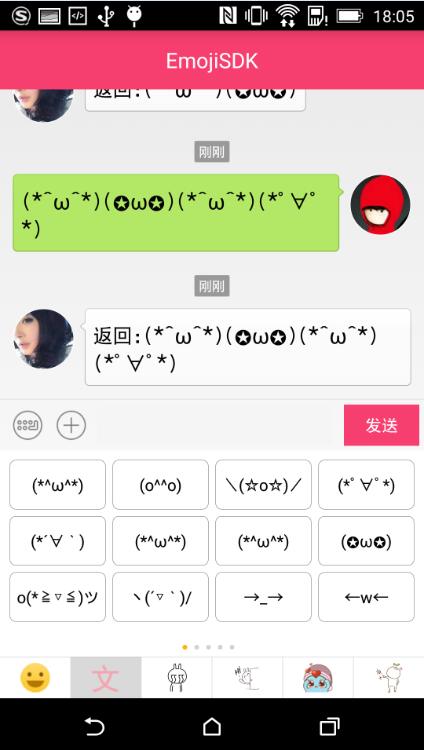 18:05
EmojiSDK
返回:(*ˆωˆ*)(✪ω✪)
刚刚
(*ˆωˆ*)(✪ω✪)(*ˆωˆ*)(*ﾟ∀ﾟ
*)
刚刚
返回:(*ˆωˆ*)(✪ω✪)(*ˆωˆ*)
(*ﾟ∀ﾟ*)
发送
(*^ω^*) (o^^o) ＼(☆o☆)／ (*ﾟ∀ﾟ*)
(*´∀｀) (*^ω^*) (*^ω^*) (✪ω✪)
o(*≧▽≦)ツ ヽ(´▽｀)/ →_→ ←w←
文